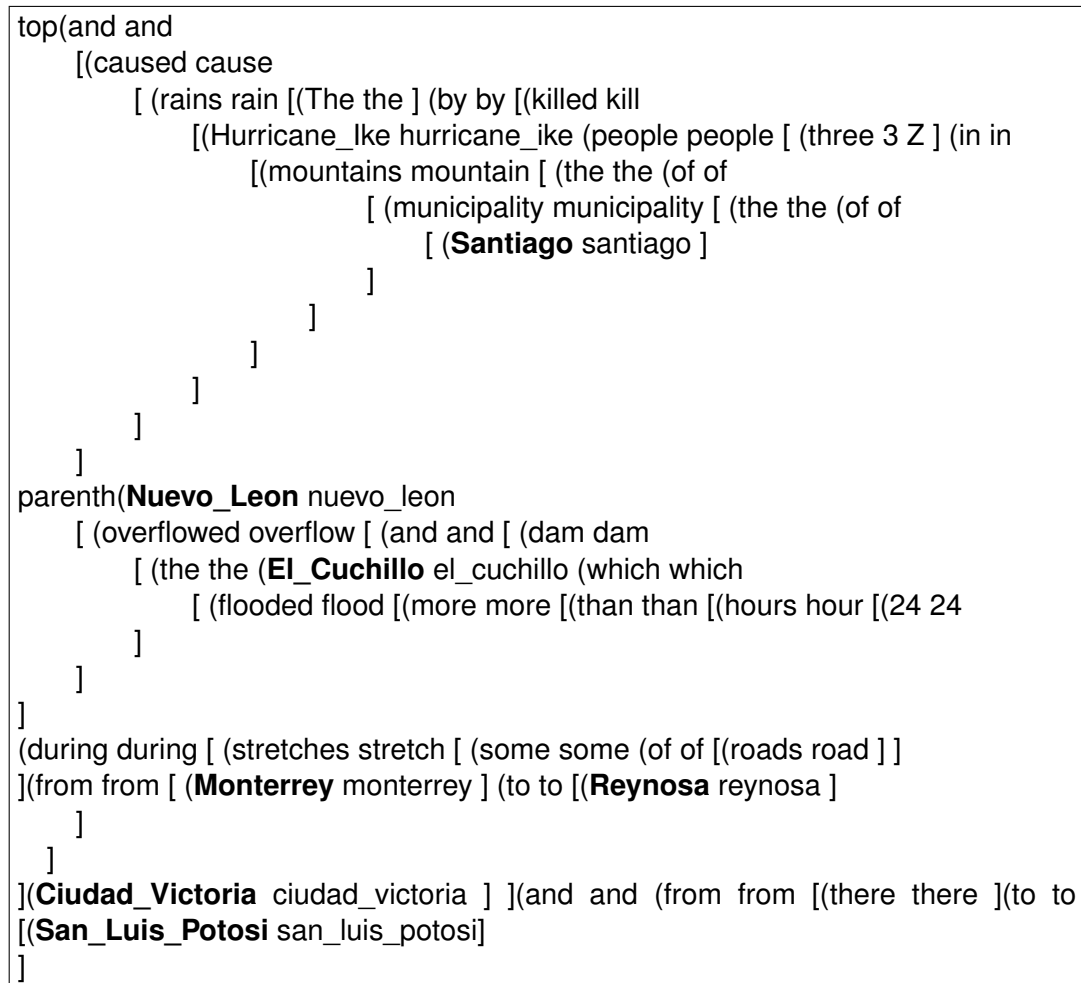 top(and and
[(caused cause
[ (rains rain [(The the ] (by by [(killed kill
[(Hurricane_Ike hurricane_ike (people people [ (three 3 Z ] (in in
[(mountains mountain [ (the the (of of
[ (municipality municipality [ (the the (of of
[ (Santiago santiago ]
]
]
]
]
]
]
parenth(Nuevo_Leon nuevo_leon
[ (overflowed overflow [ (and and [ (dam dam
[ (the the (El_Cuchillo el_cuchillo (which which
[ (flooded flood [(more more [(than than [(hours hour [(24 24
]
]
]
(during during [ (stretches stretch [ (some some (of of [(roads road ] ]
](from from [ (Monterrey monterrey ] (to to [(Reynosa reynosa ]
]
]
](Ciudad_Victoria ciudad_victoria ] ](and and (from from [(there there ](to to
[(San_Luis_Potosi san_luis_potosi]
]